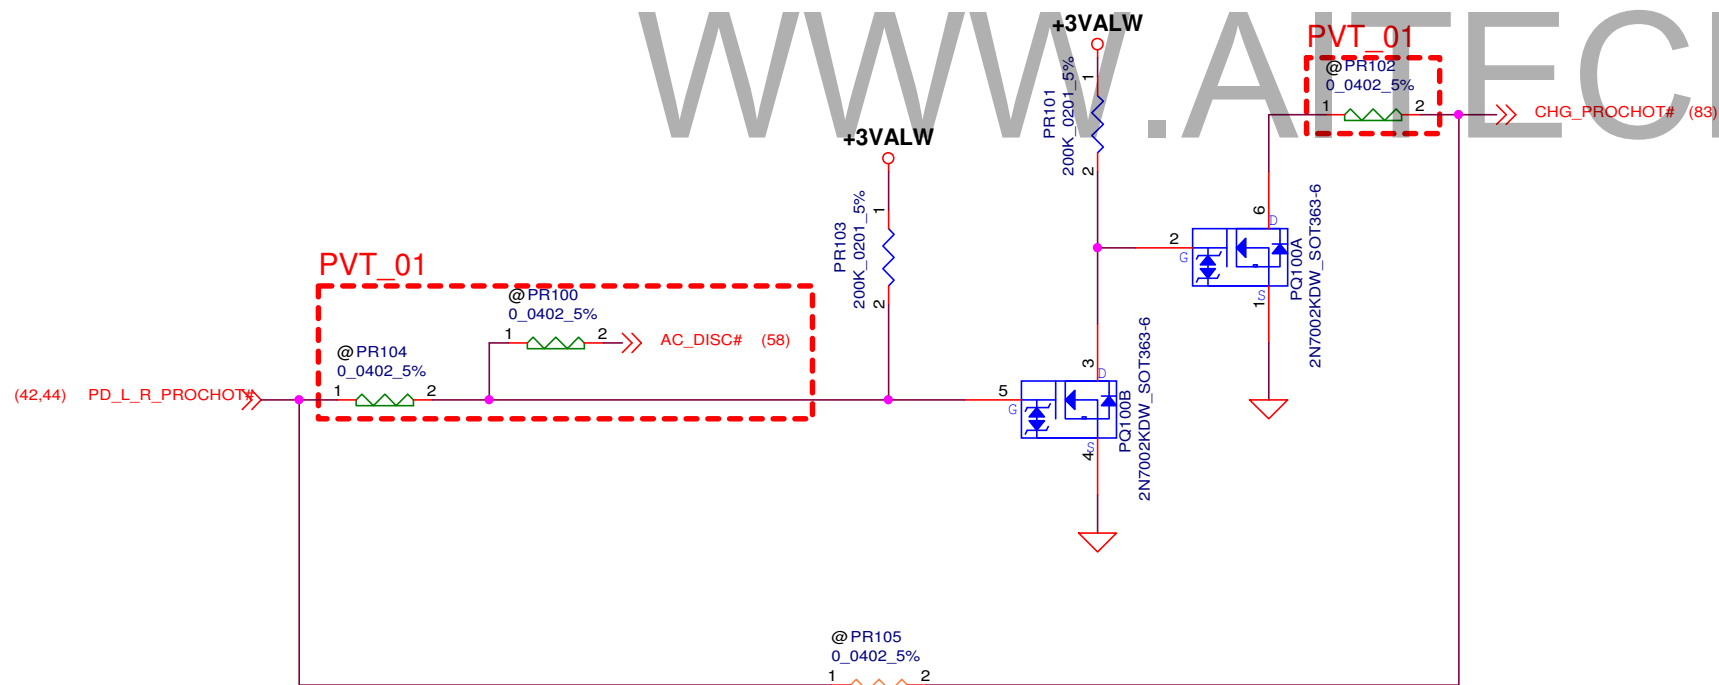 WWW.AITEC
+3VALW
PVT_01
@PR102
0_0402_5%
1
2
CHG_PROCHOT# (83)
1
PR101
200K_0201_5%
2
+3VALW
1
PR103
200K_0201_5%
2
6
D
2
G
S
1
PQ100A
2N7002KDW_SOT363-6
PVT_01
@PR100
0_0402_5%
1
2
AC_DISC# (58)
@PR104
0_0402_5%
1
2
(42,44) PD_L_R_PROCHOT#
3
D
5
G
S
4
PQ100B
2N7002KDW_SOT363-6
@PR105
0_0402_5%
1
2